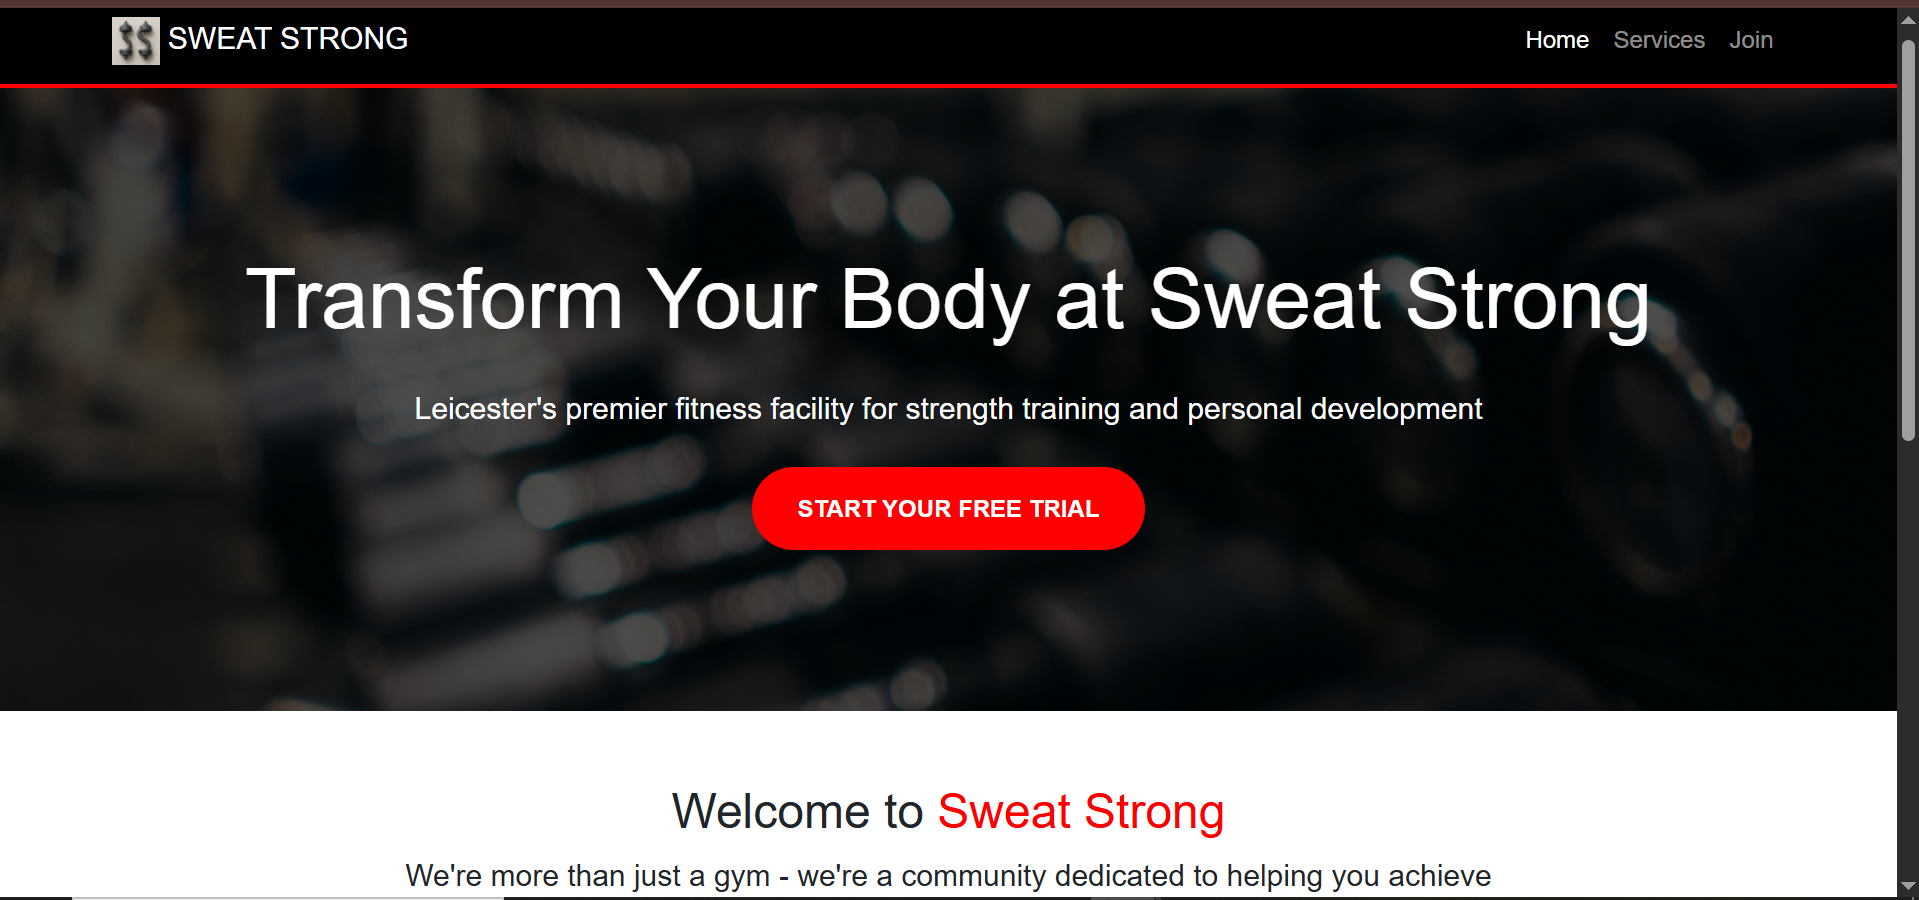 SWEAT STRONG
Home Services Join
Transform Your Body at Sweat Strong
Leicester's premier fitness facility for strength training and personal development
START YOUR FREE TRIAL
Welcome to Sweat Strong
We're more than just a gym - we're a community dedicated to helping you achieve